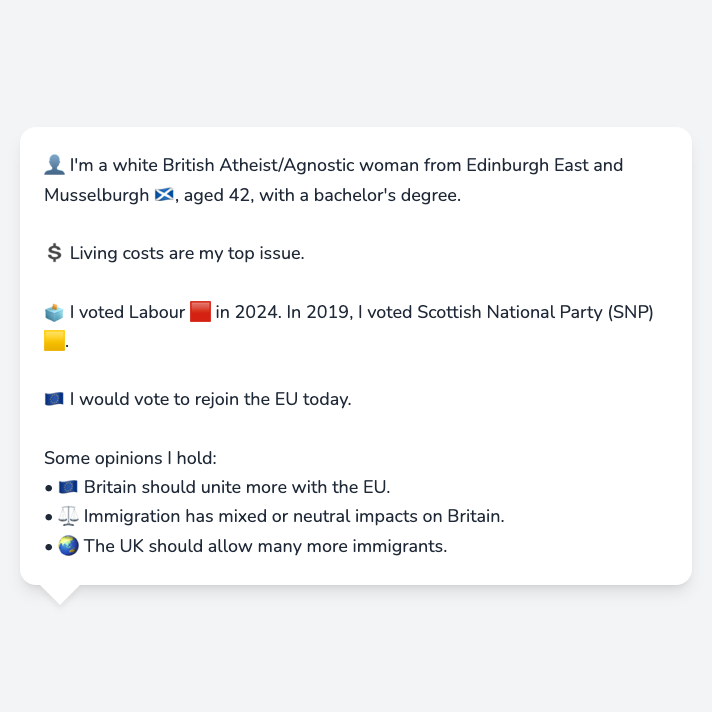 👤 I'm a white British Atheist/Agnostic woman from Edinburgh East and
Musselburgh 🏴󠁧󠁢󠁳󠁣󠁴󠁿, aged 42, with a bachelor's degree.
💲 Living costs are my top issue.
🗳️ I voted Labour 🟥 in 2024. In 2019, I voted Scottish National Party (SNP)
🟨.
🇪🇺 I would vote to rejoin the EU today.
Some opinions I hold:
• 🇪🇺 Britain should unite more with the EU.
• ⚖️ Immigration has mixed or neutral impacts on Britain.
• 🌏 The UK should allow many more immigrants.